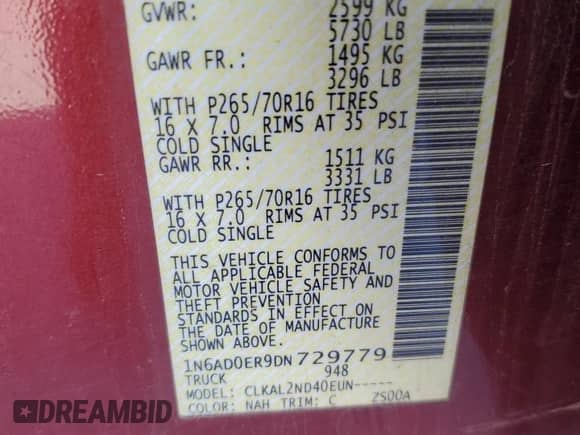 GVWR: 2599 KG
5730 LB
GAWR FR.: 1495 KG
3296 LB
WITH P265/70R16 TIRES
16 X 7.0 RIMS AT 35 PSI
COLD SINGLE
GAWR RR.: 1511 KG
3331 LB
WITH P265/70R16 TIRES
16 X 7.0 RIMS AT 35 PSI
COLD SINGLE
THIS VEHICLE CONFORMS TO
ALL APPLICABLE FEDERAL
MOTOR VEHICLE SAFETY AND
THEFT PREVENTION
STANDARDS IN EFFECT ON
THE DATE OF MANUFACTURE
SHOWN ABOVE.
1N6AD0ER9DN729779
TRUCK 948
MODEL: CLKAL2ND40EUN-----
COLOR: NAH TRIM: C ZS00A
AUTOHELPERBOT.COM